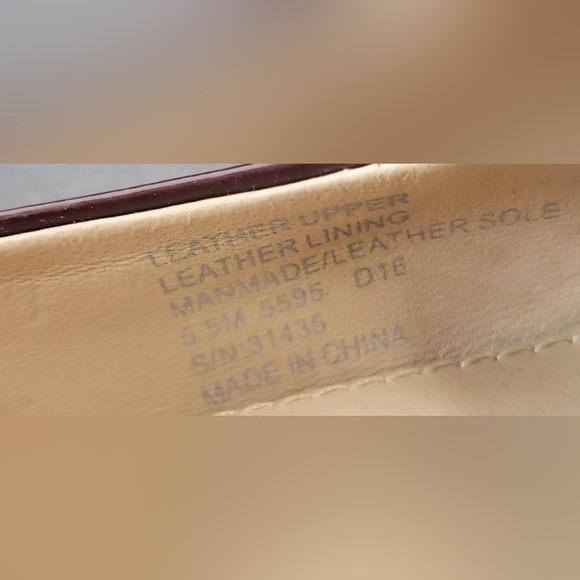 LEATHER UPPER
LEATHER LINING
MANMADE/LEATHER SOLE
5.5M 5595 D16
S/N 31435
MADE IN CHINA